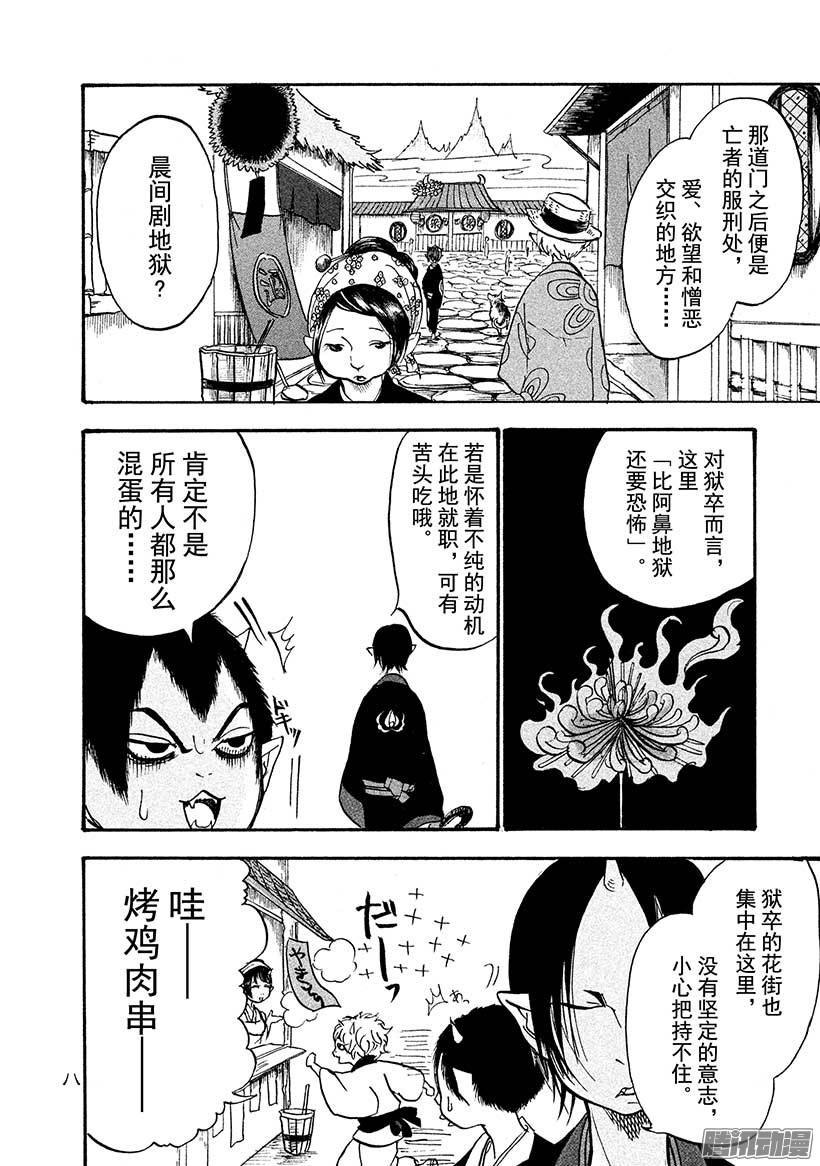 那道门之后便是
亡者的服刑处，
爱、欲望和憎恶
交织的地方……
晨间剧地狱？
对狱卒而言，
这里
「比阿鼻地狱
还要恐怖」。
若是怀着不纯的动机
在此地就职，可有
苦头吃哦。
肯定不是
所有人都那么
混蛋的……
ドキッ
狱卒的花街也
集中在这里，
没有坚定的意志，
小心把持不住。
だーっ
哇——
烤鸡肉串——
やきとり
八
腾讯动漫